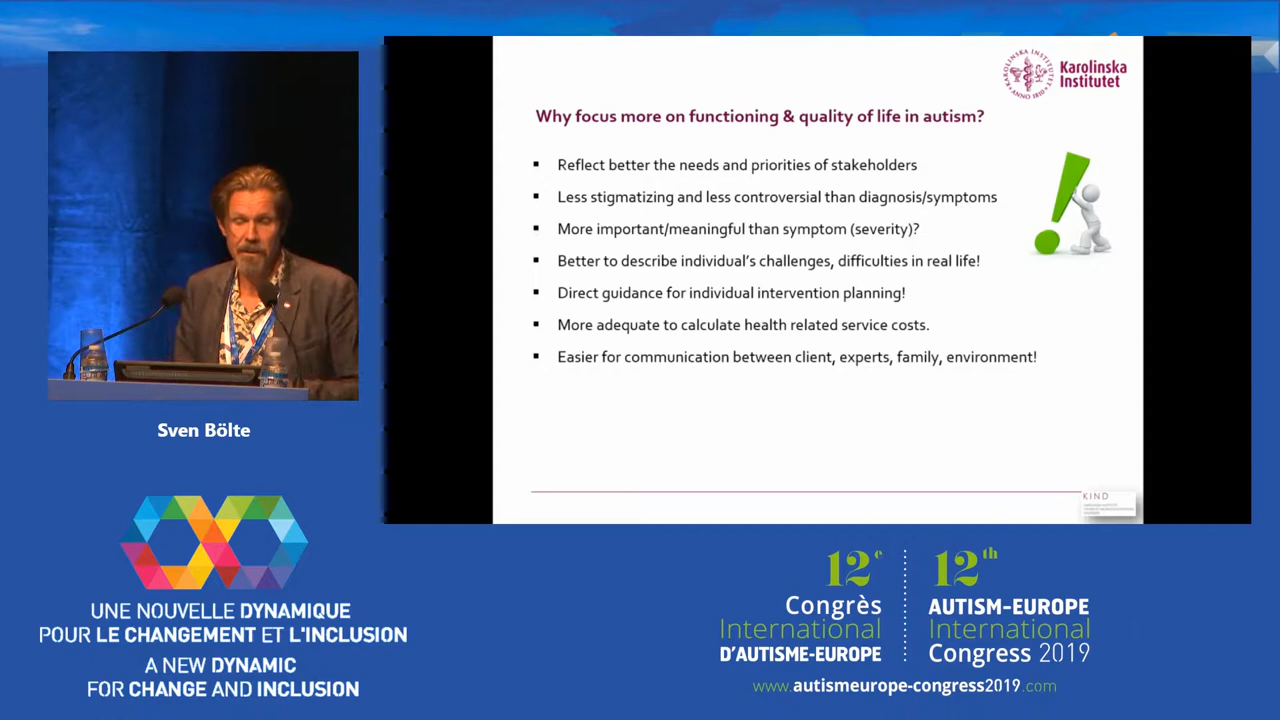 KAROLINSKA INSTITUTET
ANNO 1810
Karolinska
Institutet
Why focus more on functioning & quality of life in autism?
▪ Reflect better the needs and priorities of stakeholders
▪ Less stigmatizing and less controversial than diagnosis/symptoms
▪ More important/meaningful than symptom (severity)?
▪ Better to describe individual's challenges, difficulties in real life!
▪ Direct guidance for individual intervention planning!
▪ More adequate to calculate health related service costs.
▪ Easier for communication between client, experts, family, environment!
KIND
Sven Bölte
UNE NOUVELLE DYNAMIQUE
POUR LE CHANGEMENT ET L'INCLUSION
A NEW DYNAMIC
FOR CHANGE AND INCLUSION
12e
Congrès
International
D'AUTISME-EUROPE
12th
AUTISM-EUROPE
International
Congress 2019
www.autismeurope-congress2019.com